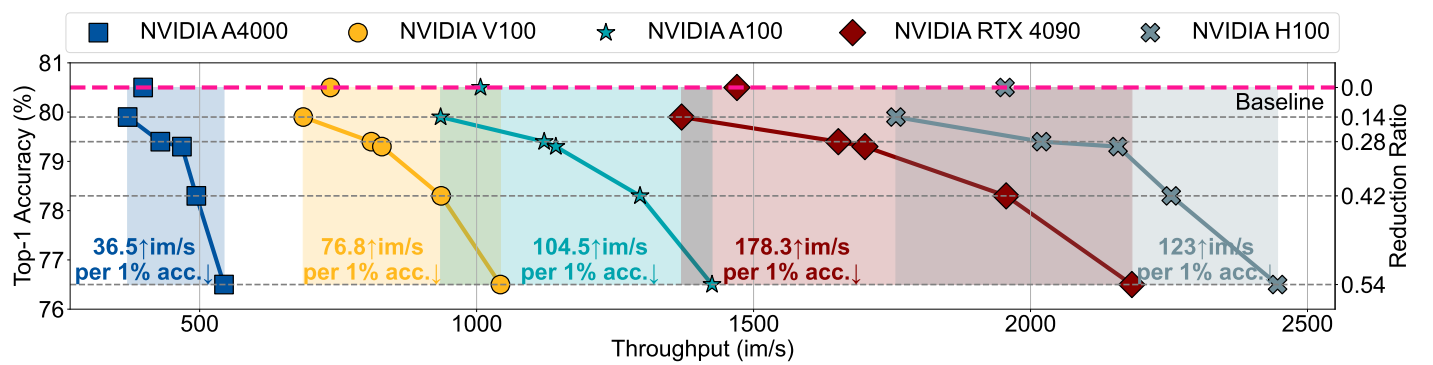 NVIDIA A4000 NVIDIA V100 NVIDIA A100 NVIDIA RTX 4090 NVIDIA H100
Top-1 Accuracy (%)
81
80
79
78
77
76
Baseline
36.5↑im/s
per 1% acc.↓
76.8↑im/s
per 1% acc.↓
104.5↑im/s
per 1% acc.↓
178.3↑im/s
per 1% acc.↓
123↑im/s
per 1% acc.↓
0.0
0.14
0.28
0.42
0.54
Reduction Ratio
500 1000 1500 2000 2500
Throughput (im/s)